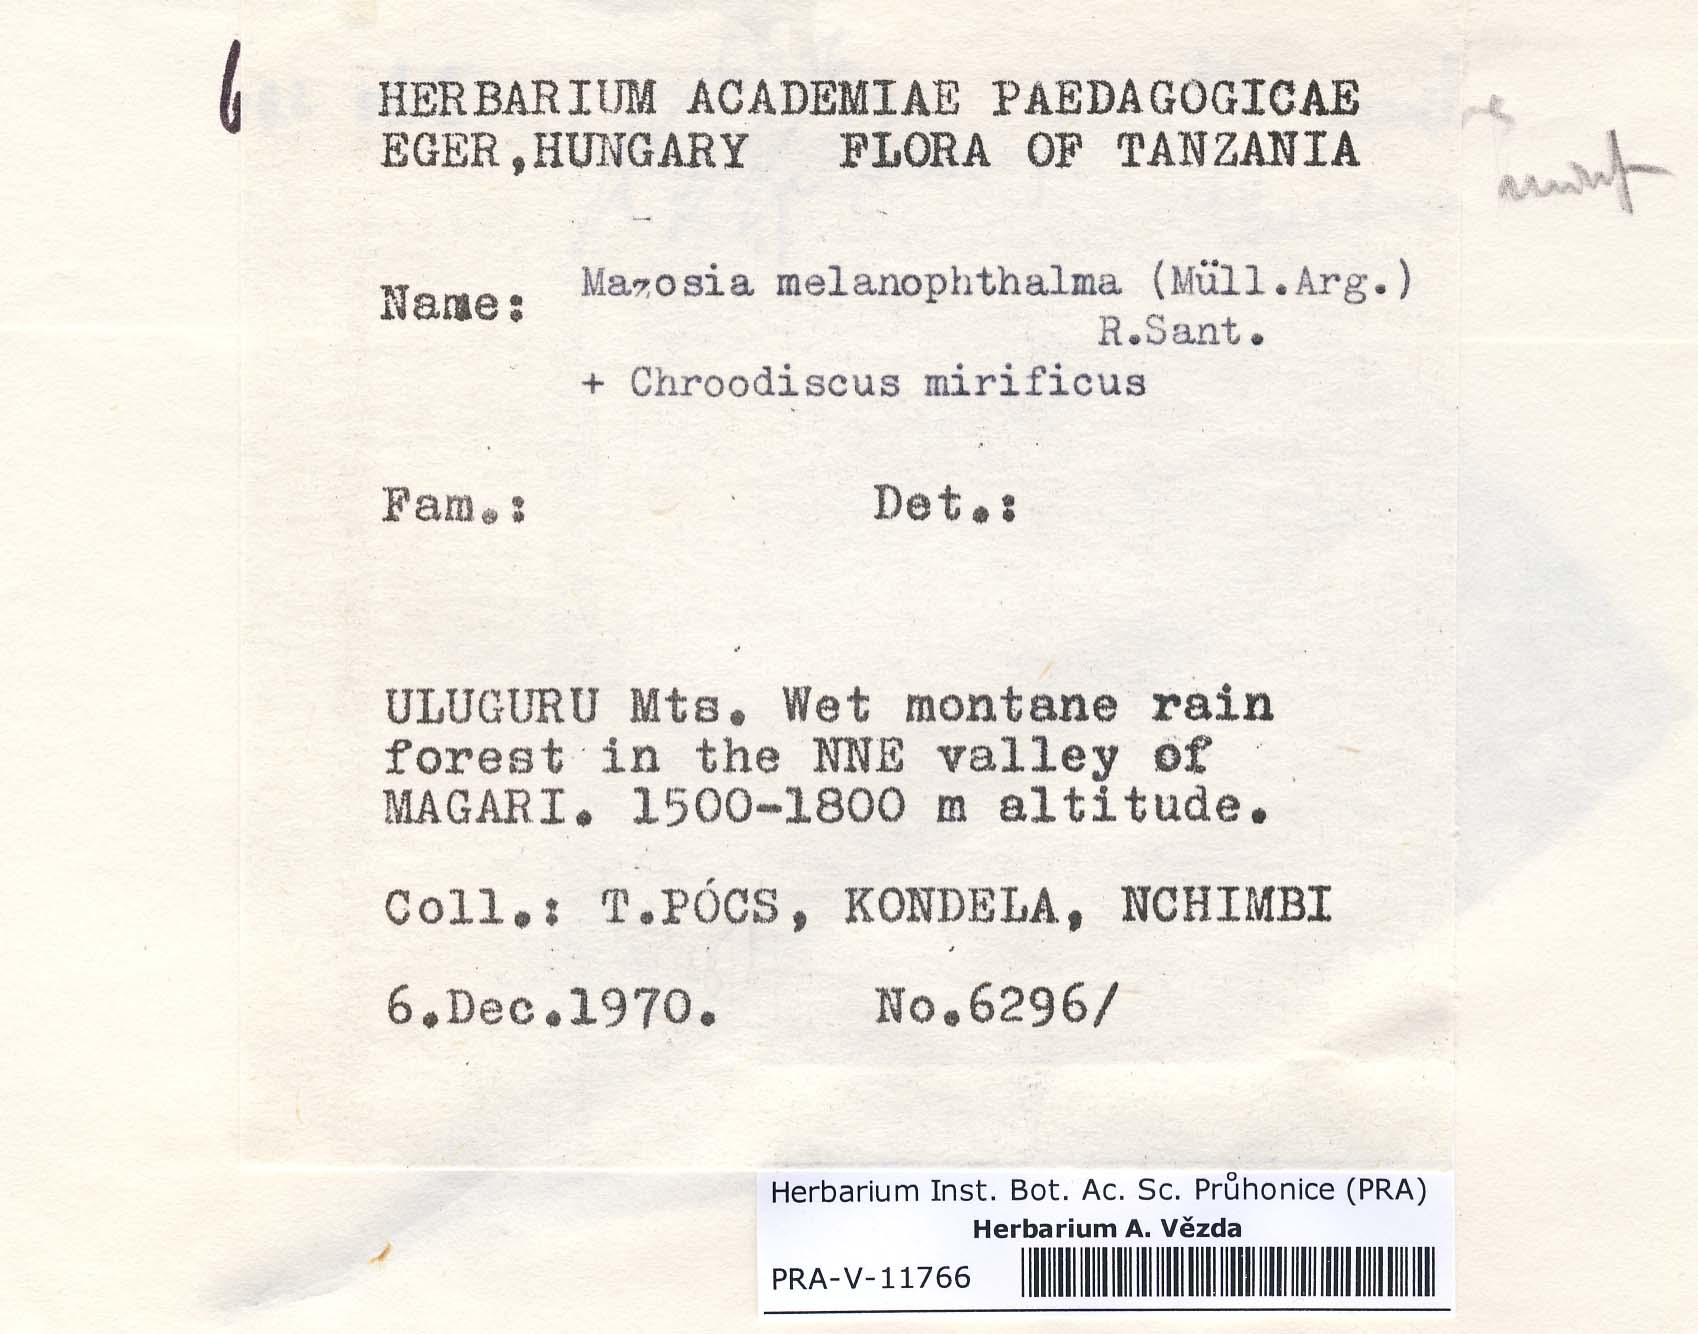 6
HERBARIUM ACADEMIAE PAEDAGOGICAE
EGER,HUNGARY FLORA OF TANZANIA
Name: Mazosia melanophthalma (Müll.Arg.)
R.Sant.
+ Chroodiscus mirificus
Fam.: Det.:
ULUGURU Mts. Wet montane rain
forest in the NNE valley of
MAGARI. 1500-1800 m altitude.
Coll.: T.PÓCS, KONDELA, NCHIMBI
6.Dec.1970. No.6296/
Herbarium Inst. Bot. Ac. Sc. Průhonice (PRA)
Herbarium A. Vězda
PRA-V-11766